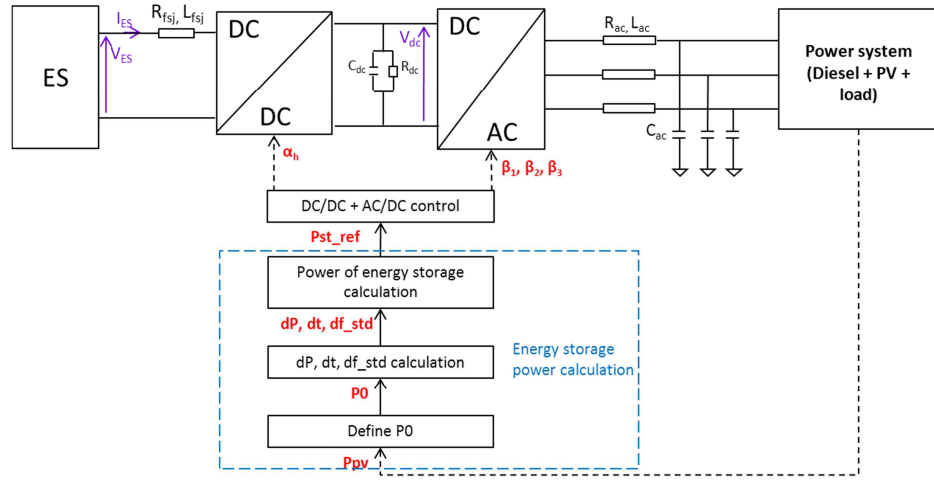 R_fsj, L_fsj
I_ES
V_ES
ES
DC
DC
C_dc
R_dc
V_dc
DC
AC
R_ac, L_ac
C_ac
Power system
(Diesel + PV +
load)
α_h
β_1, β_2, β_3
DC/DC + AC/DC control
Pst_ref
Power of energy storage
calculation
dP, dt, df_std
dP, dt, df_std calculation
Energy storage
power calculation
P0
Define P0
Ppv